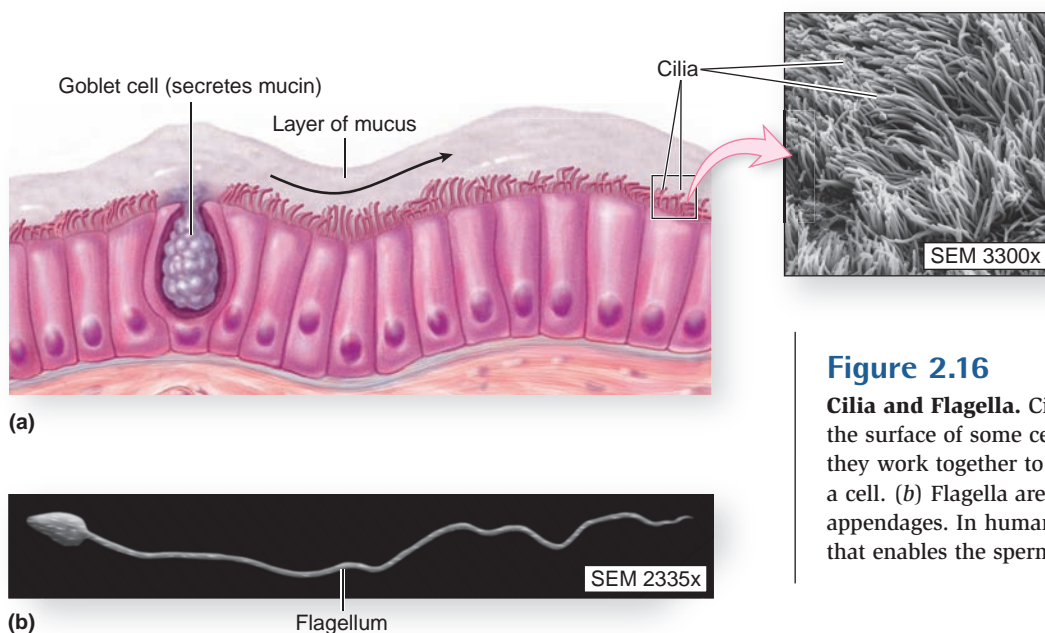 Goblet cell (secretes mucin)
Layer of mucus
Cilia
SEM 3300x
(a)
SEM 2335x
(b)
Flagellum
Figure 2.16
Cilia and Flagella. Ci
the surface of some ce
they work together to
a cell. (b) Flagella are
appendages. In human
that enables the sperm